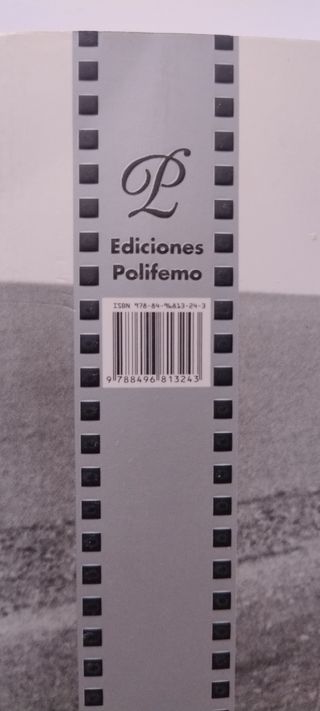 P
Ediciones
Polifemo
ISBN 978-84-96813-24-3
9 788496 813243